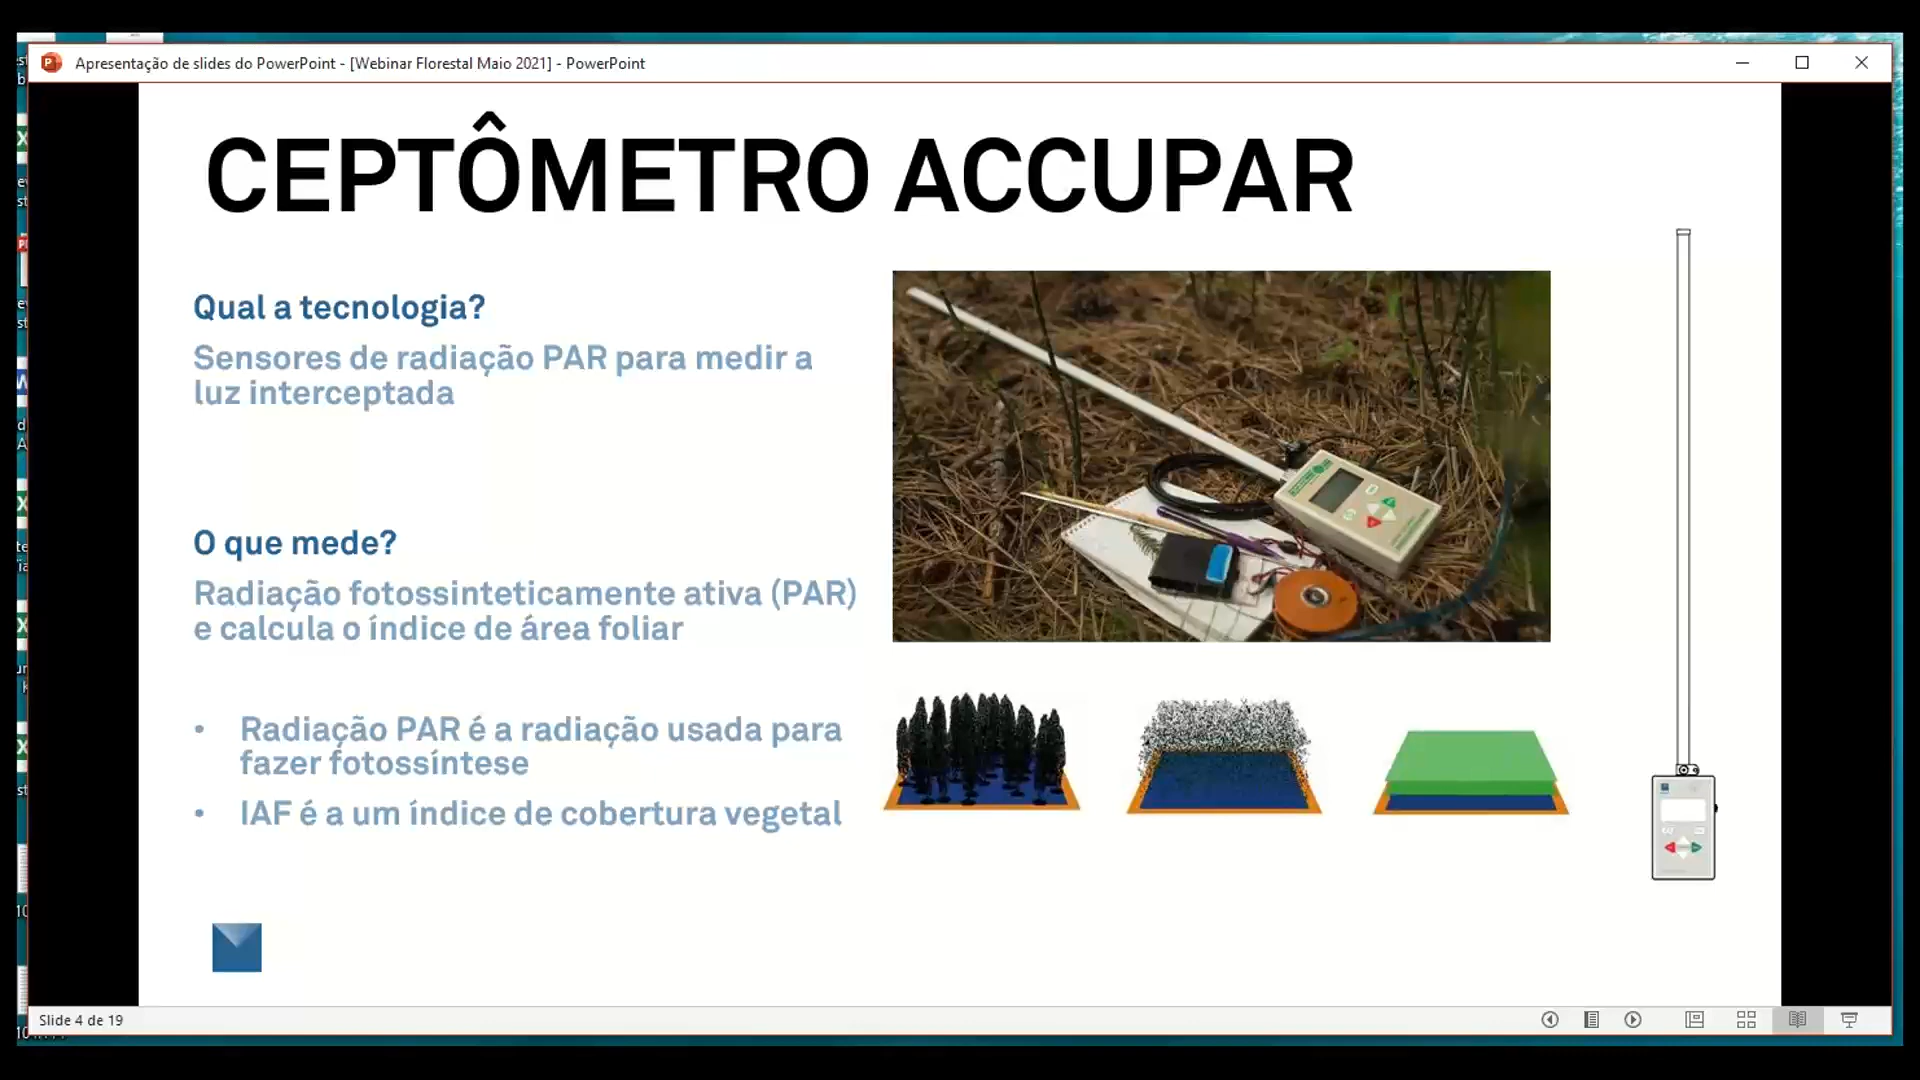 Apresentação de slides do PowerPoint - [Webinar Florestal Maio 2021] - PowerPoint
CEPTÔMETRO ACCUPAR
Qual a tecnologia?
Sensores de radiação PAR para medir a
luz interceptada
O que mede?
Radiação fotossinteticamente ativa (PAR)
e calcula o índice de área foliar
• Radiação PAR é a radiação usada para
fazer fotossíntese
• IAF é a um índice de cobertura vegetal
Slide 4 de 19